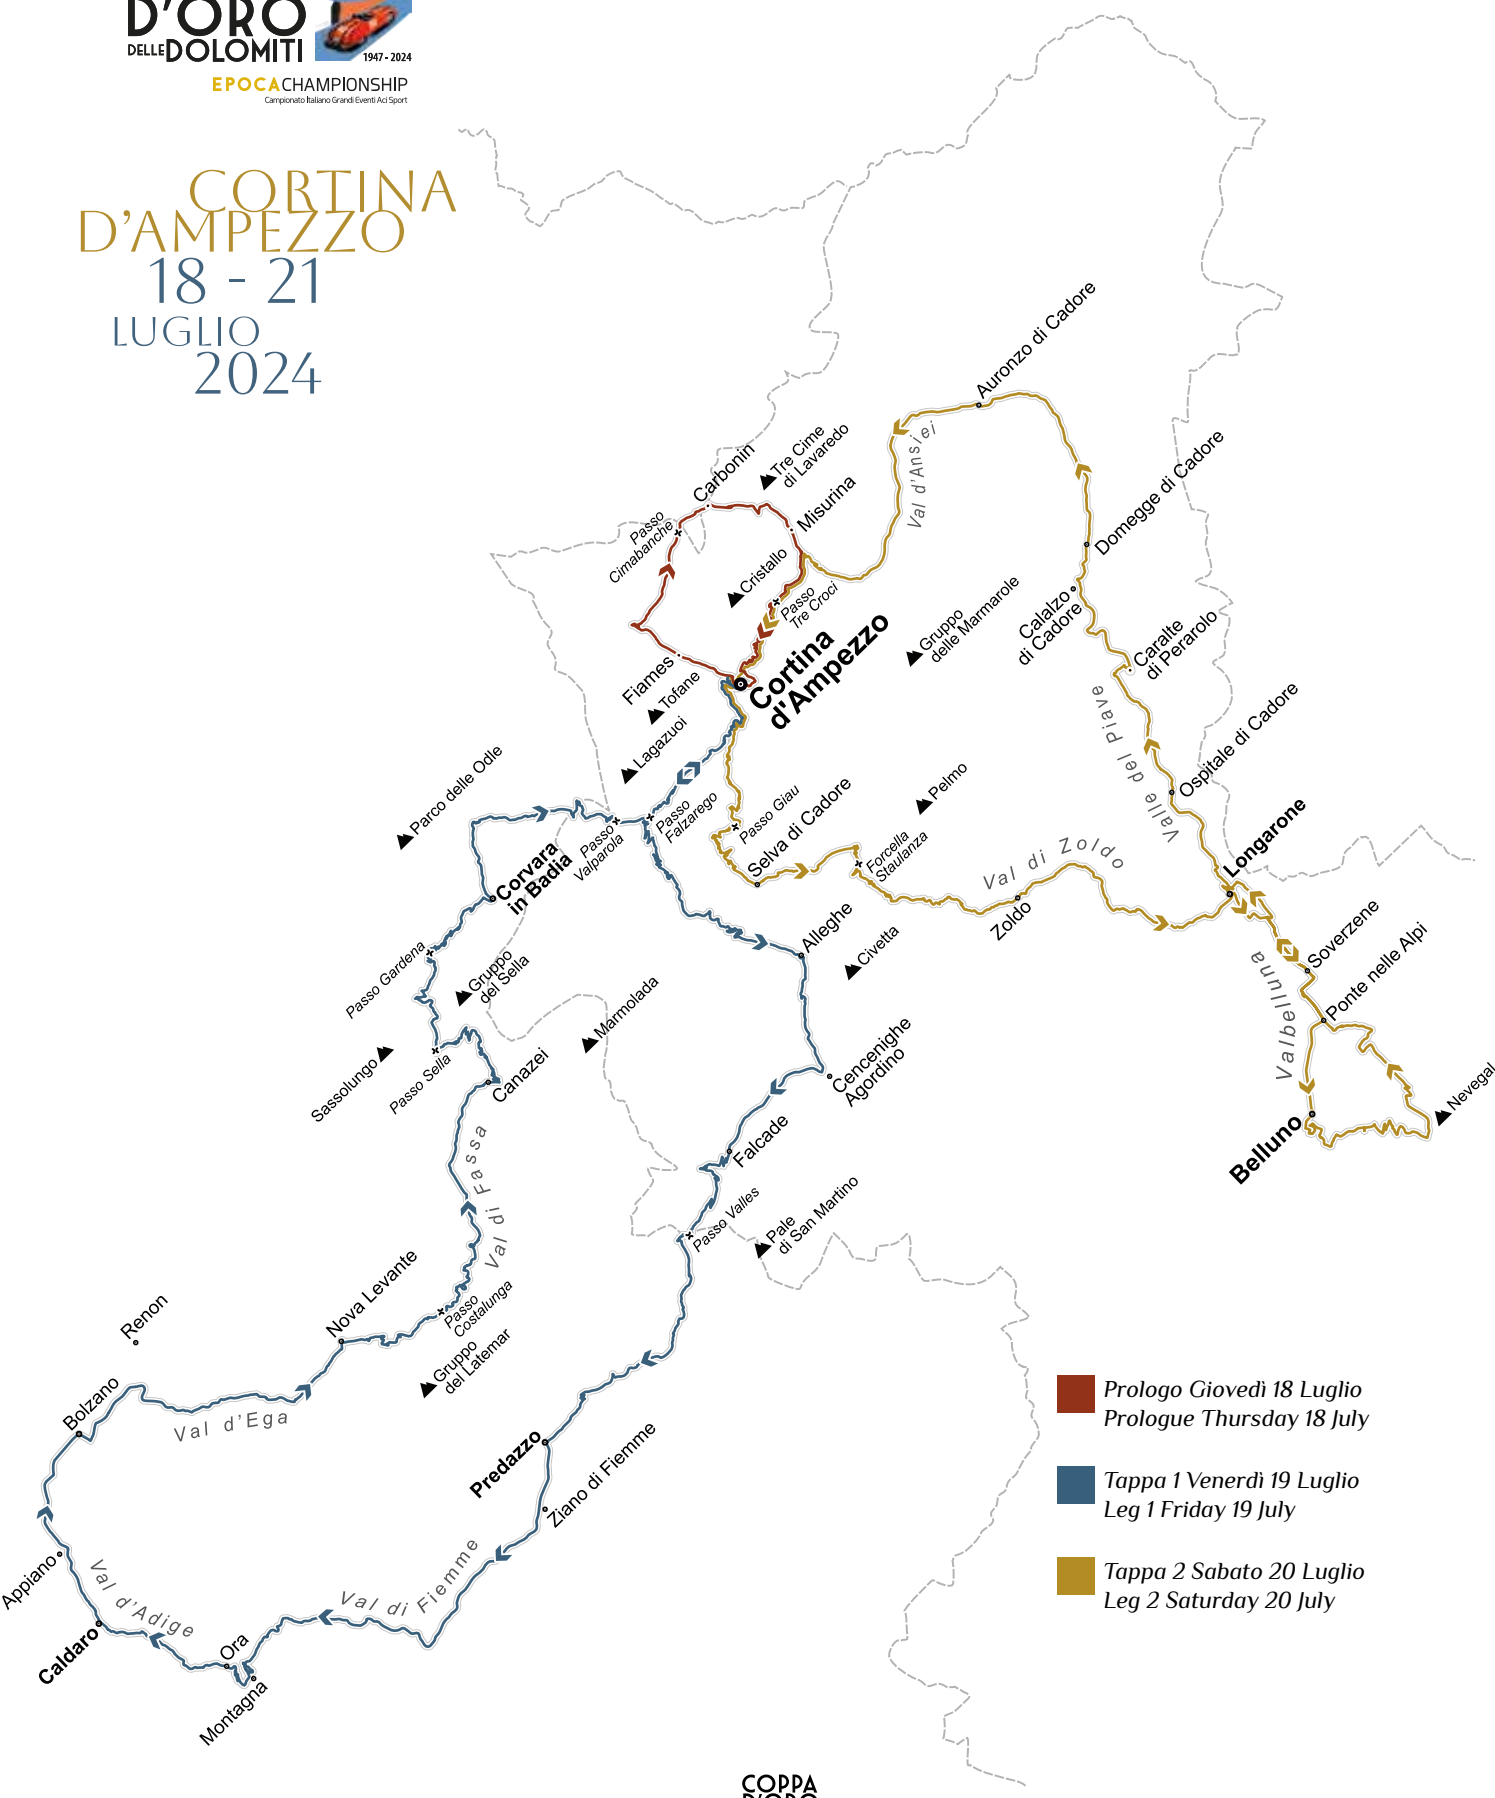 D'ORO
DELLE DOLOMITI
1947 - 2024
EPOCACHAMPIONSHIP
Campionato Italiano Grandi Eventi Aci Sport
CORTINA
D'AMPEZZO
18 - 21
LUGLIO
2024
Auronzo di Cadore
Val d'Ansiei
Tre Cime
di Lavaredo
Carbonin
Misurina
Passo
Cimabanche
Domegge di Cadore
Cristallo
Passo
Tre Croci
Gruppo
delle Marmarole
Calalzo
di Cadore
Caralte
di Perarolo
Cortina
d'Ampezzo
Fiames
Tofane
Lagazuoi
Valle del Piave
Ospitale di Cadore
Parco delle Odle
Passo
Falzarego
Passo
Valparola
Passo Giau
Pelmo
Selva di Cadore
Forcella
Staulanza
Val di Zoldo
Zoldo
Longarone
Corvara
in Badia
Alleghe
Civetta
Soverzene
Ponte nelle Alpi
Valbelluna
Passo Gardena
Gruppo
del Sella
Marmolada
Sassolungo
Passo Sella
Canazei
Cencenighe
Agordino
Nevegal
Belluno
Falcade
Val di Fassa
Passo Valles
Pale
di San Martino
Nova Levante
Passo
Costalunga
Renon
Gruppo
del Latemar
Bolzano
Val d'Ega
Predazzo
Ziano di Fiemme
Prologo Giovedì 18 Luglio
Prologue Thursday 18 July
Tappa 1 Venerdì 19 Luglio
Leg 1 Friday 19 July
Tappa 2 Sabato 20 Luglio
Leg 2 Saturday 20 July
Appiano
Val d'Adige
Val di Fiemme
Caldaro
Ora
Montagna
COPPA
D'ORO